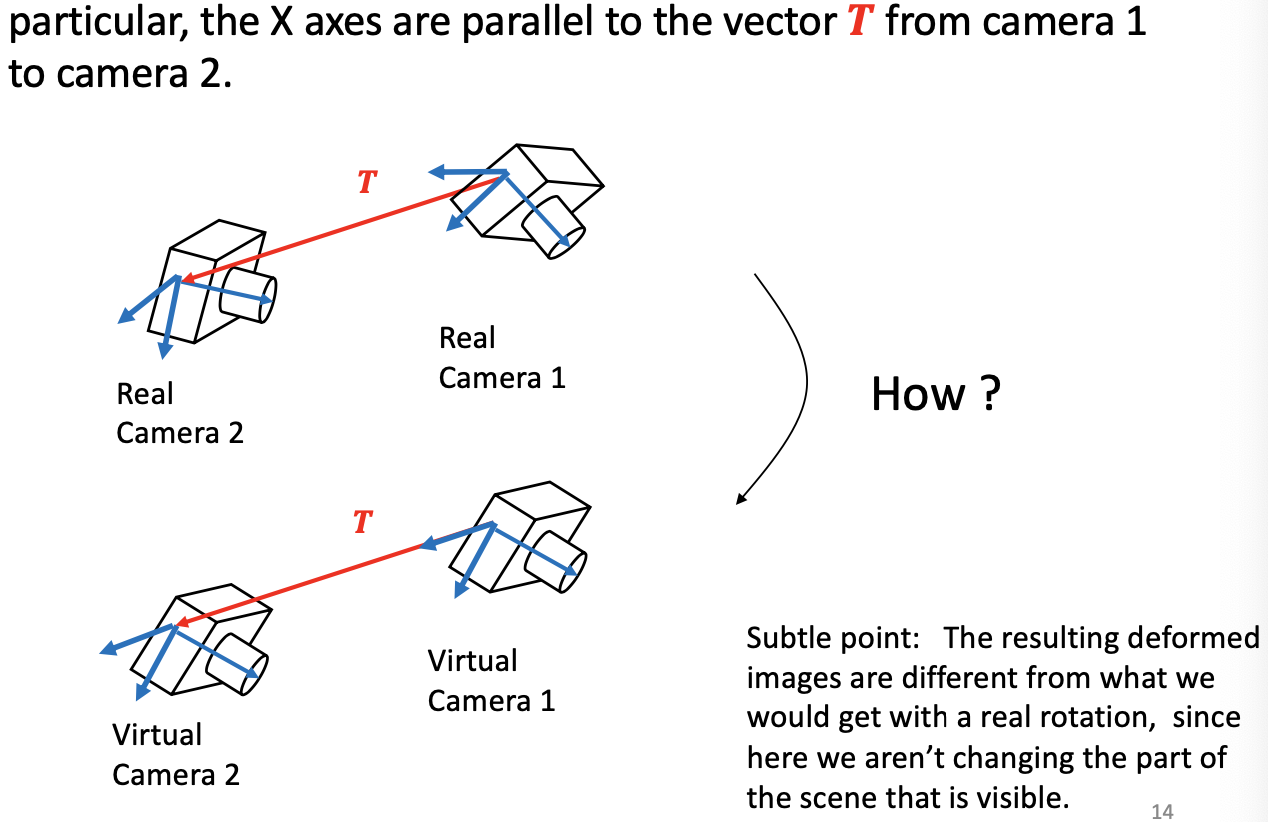 particular, the X axes are parallel to the vector T from camera 1
to camera 2.
T
Real
Camera 1
Real
Camera 2
How ?
T
Virtual
Camera 1
Virtual
Camera 2
Subtle point: The resulting deformed
images are different from what we
would get with a real rotation, since
here we aren’t changing the part of
the scene that is visible.
14